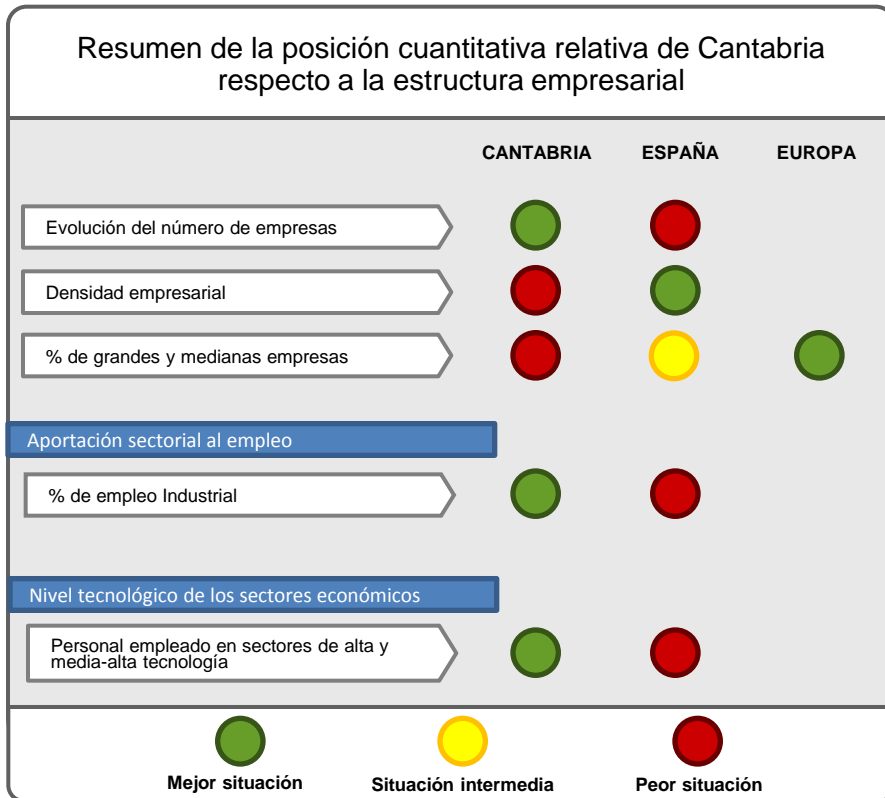 Resumen de la posición cuantitativa relativa de Cantabria
respecto a la estructura empresarial
CANTABRIA ESPAÑA EUROPA
Evolución del número de empresas
Densidad empresarial
% de grandes y medianas empresas
Aportación sectorial al empleo
% de empleo Industrial
Nivel tecnológico de los sectores económicos
Personal empleado en sectores de alta y
media-alta tecnología
Mejor situación Situación intermedia Peor situación